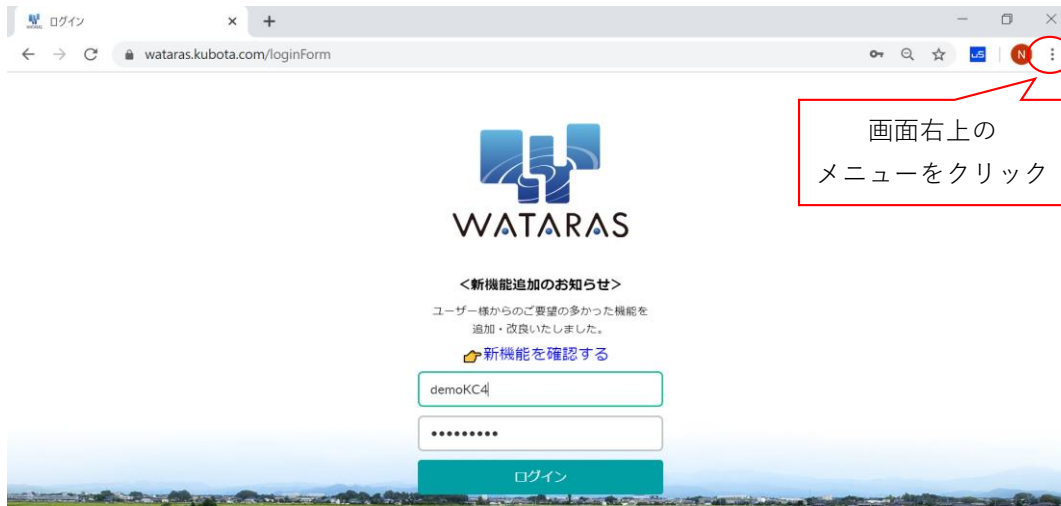 ログイン
wataras.kubota.com/loginForm
N
画面右上の
メニューをクリック
WATARAS
<新機能追加のお知らせ>
ユーザー様からのご要望の多かった機能を
追加・改良いたしました。
新機能を確認する
demoKC4
•••••••••
ログイン